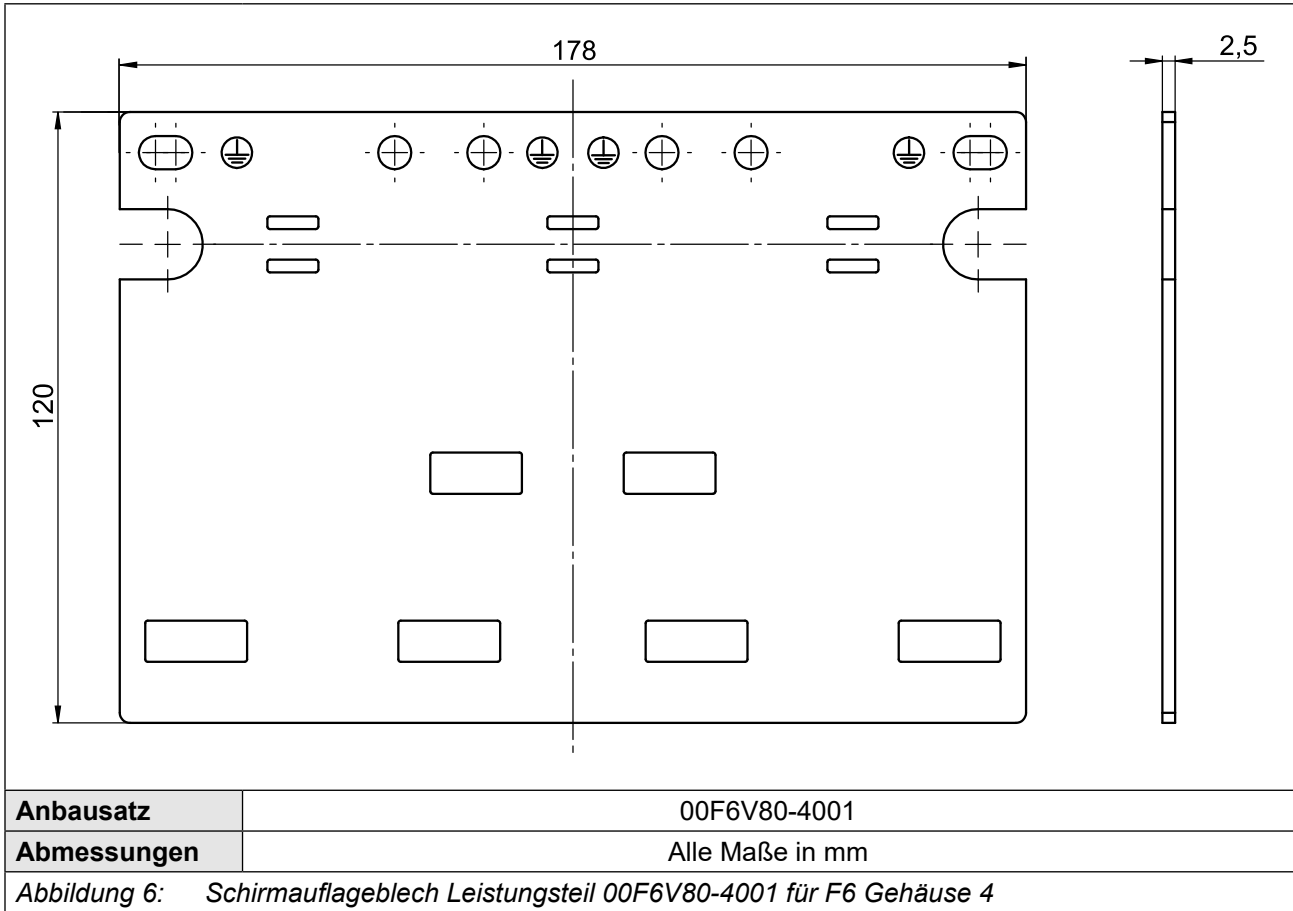 178
2,5
120
Anbausatz 00F6V80-4001
Abmessungen Alle Maße in mm
Abbildung 6: Schirmauflageblech Leistungsteil 00F6V80-4001 für F6 Gehäuse 4